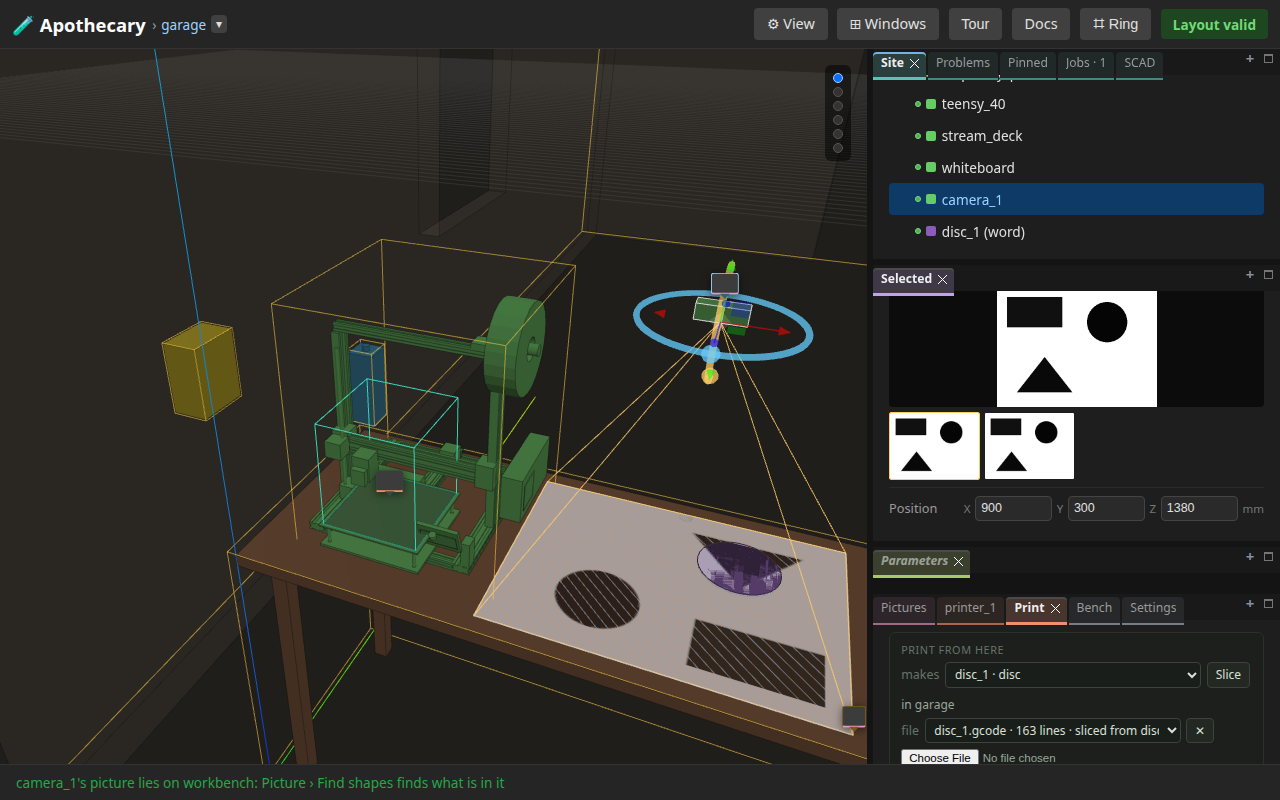 Apothecary › garage ▾
⚙ View
⊞ Windows
Tour
Docs
⌗ Ring
Layout valid
Site
Problems
Pinned
Jobs · 1
SCAD
teensy_40
stream_deck
whiteboard
camera_1
disc_1 (word)
Selected
Position X 900 Y 300 Z 1380 mm
Parameters
Pictures
printer_1
Print
Bench
Settings
PRINT FROM HERE
makes disc_1 · disc Slice
in garage
file disc_1.gcode · 163 lines · sliced from disc
Choose File No file chosen
camera_1's picture lies on workbench: Picture › Find shapes finds what is in it